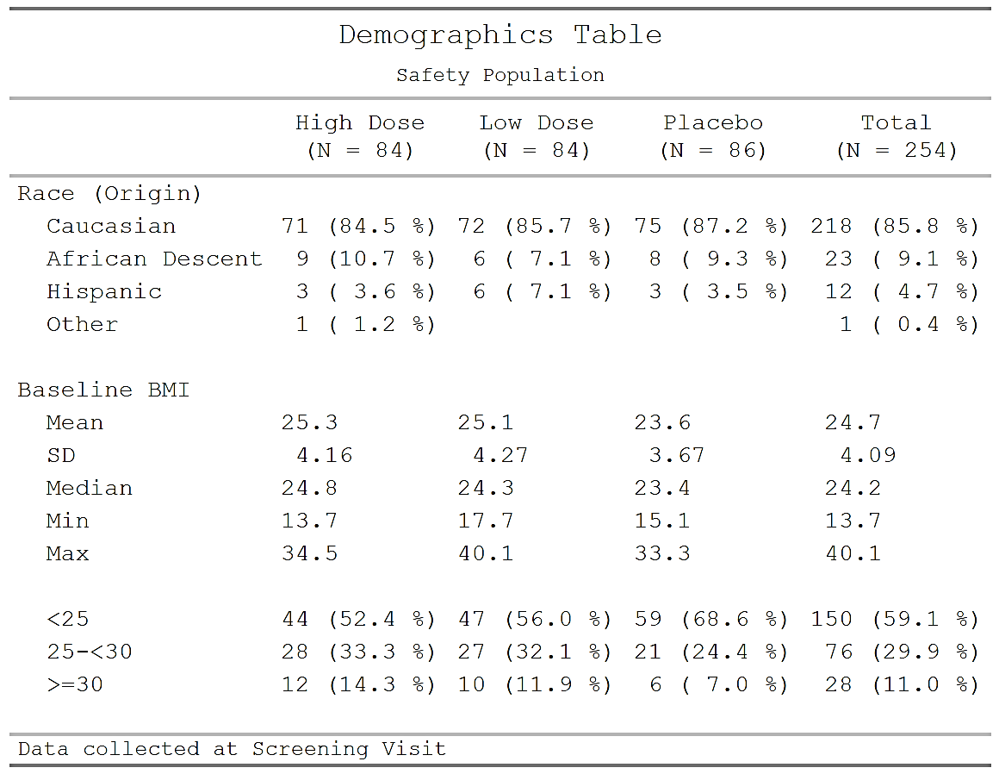 Demographics Table
Safety Population
High Dose Low Dose Placebo Total
(N = 84) (N = 84) (N = 86) (N = 254)
Race (Origin)
Caucasian 71 (84.5 %) 72 (85.7 %) 75 (87.2 %) 218 (85.8 %)
African Descent 9 (10.7 %) 6 ( 7.1 %) 8 ( 9.3 %) 23 ( 9.1 %)
Hispanic 3 ( 3.6 %) 6 ( 7.1 %) 3 ( 3.5 %) 12 ( 4.7 %)
Other 1 ( 1.2 %) 1 ( 0.4 %)
Baseline BMI
Mean 25.3 25.1 23.6 24.7
SD 4.16 4.27 3.67 4.09
Median 24.8 24.3 23.4 24.2
Min 13.7 17.7 15.1 13.7
Max 34.5 40.1 33.3 40.1
<25 44 (52.4 %) 47 (56.0 %) 59 (68.6 %) 150 (59.1 %)
25-<30 28 (33.3 %) 27 (32.1 %) 21 (24.4 %) 76 (29.9 %)
>=30 12 (14.3 %) 10 (11.9 %) 6 ( 7.0 %) 28 (11.0 %)
Data collected at Screening Visit